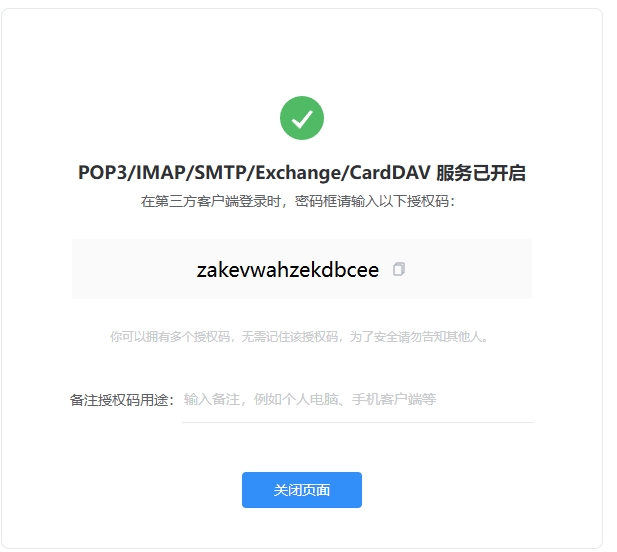 POP3/IMAP/SMTP/Exchange/CardDAV 服务已开启
在第三方客户端登录时，密码框请输入以下授权码：
zakevwahzekdbcee
你可以拥有多个授权码，无需记住该授权码，为了安全请勿告知其他人。
备注授权码用途： 输入备注，例如个人电脑、手机客户端等
关闭页面